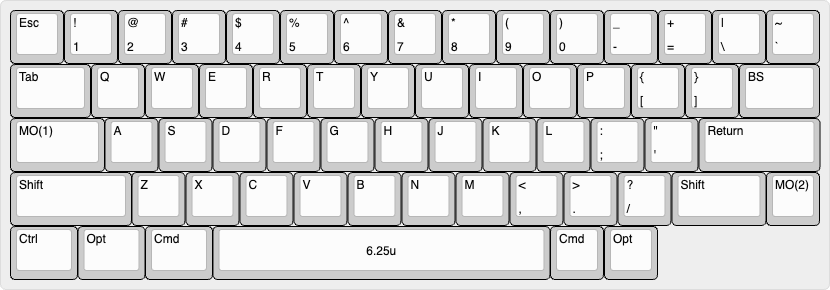 Esc ! @ # $ % ^ & * ( ) _ + | ~
1 2 3 4 5 6 7 8 9 0 - = \ `
Tab Q W E R T Y U I O P { } BS
[ ]
MO(1) A S D F G H J K L : " Return
; '
Shift Z X C V B N M < > ? Shift MO(2)
, . /
Ctrl Opt Cmd 6.25u Cmd Opt